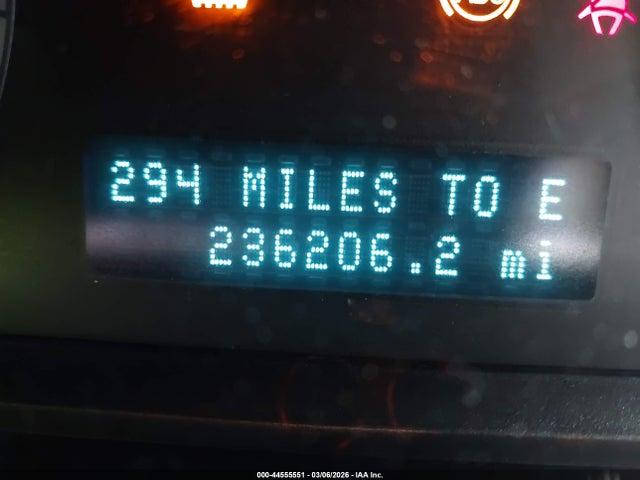 294 MILES TO E
236206.2 mi
000-44555551 - 03/06/2026 - IAA Inc.